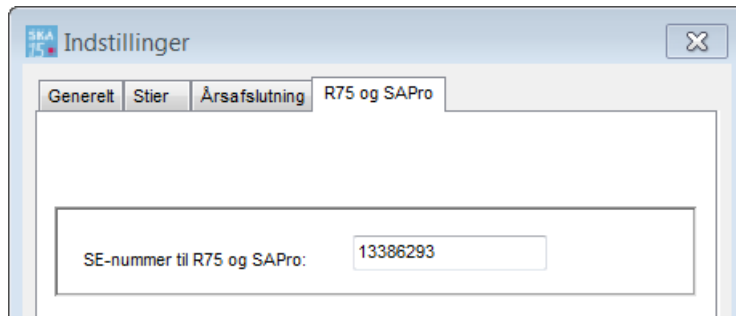 SKA
15
Indstillinger
Generelt Stier Årsafslutning R75 og SAPro
SE-nummer til R75 og SAPro: 13386293